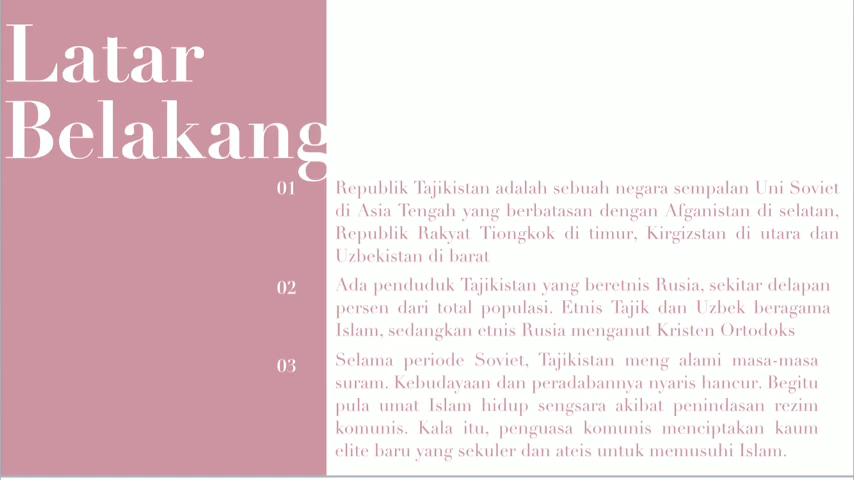 Latar
Belakang
01
Republik Tajikistan adalah sebuah negara sempalan Uni Soviet
di Asia Tengah yang berbatasan dengan Afganistan di selatan,
Republik Rakyat Tiongkok di timur, Kirgizstan di utara dan
Uzbekistan di barat
02
Ada penduduk Tajikistan yang beretnis Rusia, sekitar delapan
persen dari total populasi. Etnis Tajik dan Uzbek beragama
Islam, sedangkan etnis Rusia menganut Kristen Ortodoks
03
Selama periode Soviet, Tajikistan meng alami masa-masa
suram. Kebudayaan dan peradabannya nyaris hancur. Begitu
pula umat Islam hidup sengsara akibat penindasan rezim
komunis. Kala itu, penguasa komunis menciptakan kaum
elite baru yang sekuler dan ateis untuk memusuhi Islam.